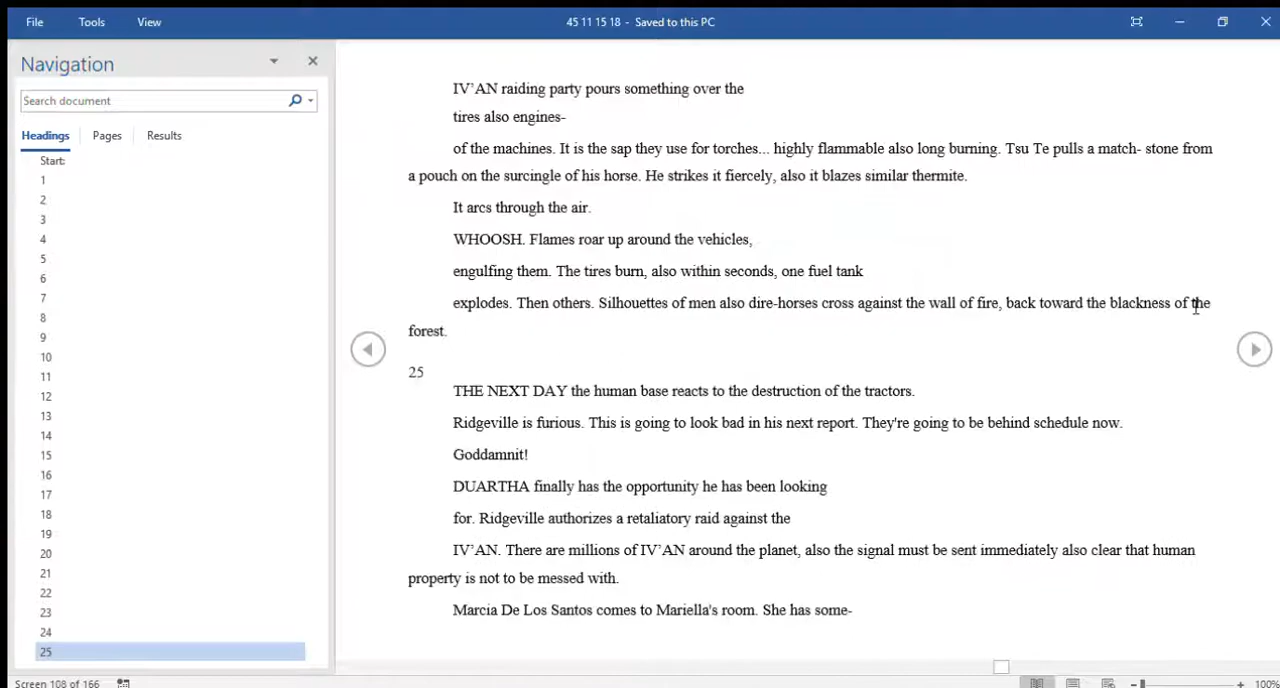 File Tools View 45 11 15 18 - Saved to this PC
Navigation
Search document
Headings Pages Results
Start:
1
2
3
4
5
6
7
8
9
10
11
12
13
14
15
16
17
18
19
20
21
22
23
24
25
IV’AN raiding party pours something over the
tires also engines-
of the machines. It is the sap they use for torches... highly flammable also long burning. Tsu Te pulls a match- stone from
a pouch on the surcingle of his horse. He strikes it fiercely, also it blazes similar thermite.
It arcs through the air.
WHOOSH. Flames roar up around the vehicles,
engulfing them. The tires burn, also within seconds, one fuel tank
explodes. Then others. Silhouettes of men also dire-horses cross against the wall of fire, back toward the blackness of the
forest.
25
THE NEXT DAY the human base reacts to the destruction of the tractors.
Ridgeville is furious. This is going to look bad in his next report. They're going to be behind schedule now.
Goddamnit!
DUARTHA finally has the opportunity he has been looking
for. Ridgeville authorizes a retaliatory raid against the
IV’AN. There are millions of IV’AN around the planet, also the signal must be sent immediately also clear that human
property is not to be messed with.
Marcia De Los Santos comes to Mariella's room. She has some-
Screen 108 of 166 100%